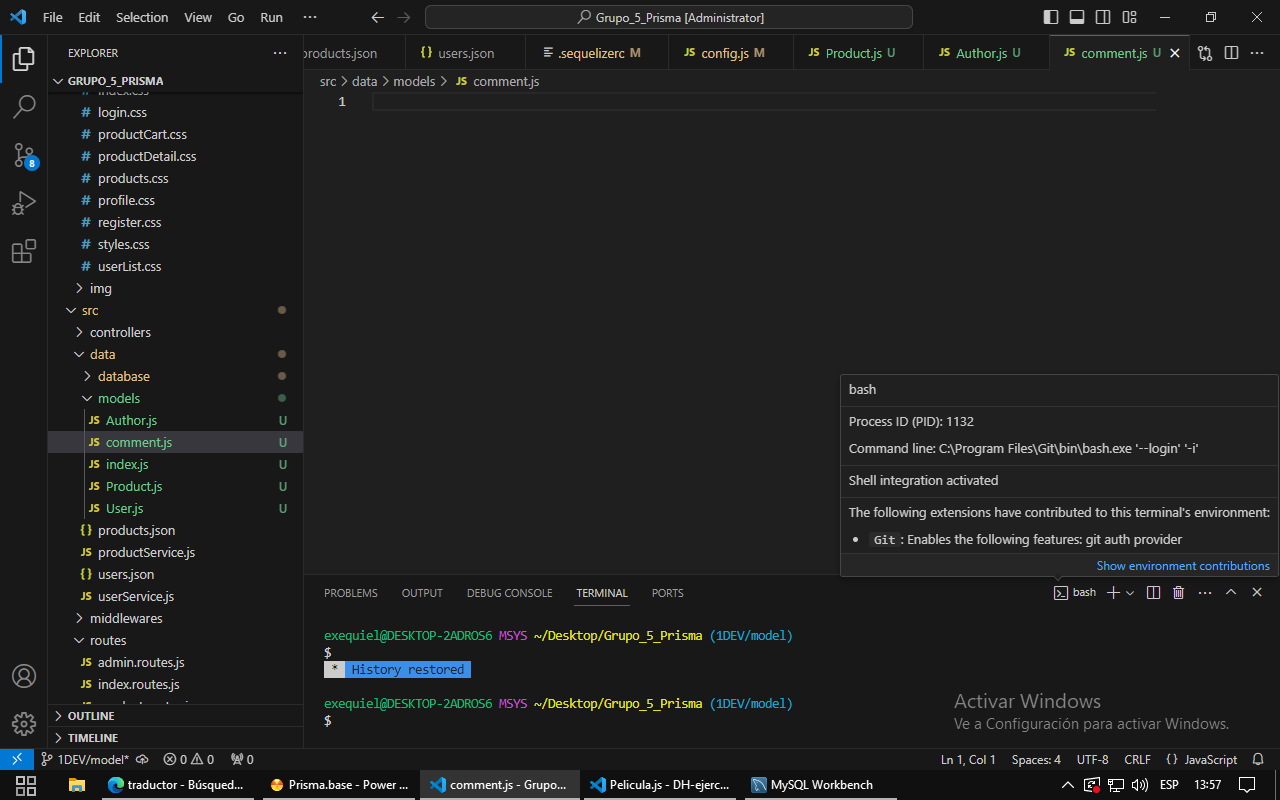 File Edit Selection View Go Run ··· Grupo_5_Prisma [Administrator]
EXPLORER ···
products.json {} users.json .sequelizerc M JS config.js M JS Product.js U JS Author.js U JS comment.js U ···
GRUPO_5_PRISMA
src > data > models > JS comment.js
1
# index.css
# login.css
# productCart.css
# productDetail.css
# products.css
# profile.css
# register.css
# styles.css
# userList.css
img
src
controllers
data
database
models
JS Author.js U
JS comment.js U
JS index.js U
JS Product.js U
JS User.js U
{} products.json
JS productService.js
{} users.json
JS userService.js
middlewares
routes
JS admin.routes.js
JS index.routes.js
OUTLINE
TIMELINE
8
bash
Process ID (PID): 1132
Command line: C:\Program Files\Git\bin\bash.exe '--login' '-i'
Shell integration activated
The following extensions have contributed to this terminal's environment:
• Git : Enables the following features: git auth provider
Show environment contributions
PROBLEMS OUTPUT DEBUG CONSOLE TERMINAL PORTS bash ···
exequiel@DESKTOP-2ADROS6 MSYS ~/Desktop/Grupo_5_Prisma (1DEV/model)
$
* History restored
exequiel@DESKTOP-2ADROS6 MSYS ~/Desktop/Grupo_5_Prisma (1DEV/model)
$
Activar Windows
Ve a Configuración para activar Windows.
1DEV/model* 0 0 0 Ln 1, Col 1 Spaces: 4 UTF-8 CRLF {} JavaScript
traductor - Búsqued... Prisma.base - Power ... comment.js - Grupo... Pelicula.js - DH-ejerc... MySQL Workbench ESP 13:57